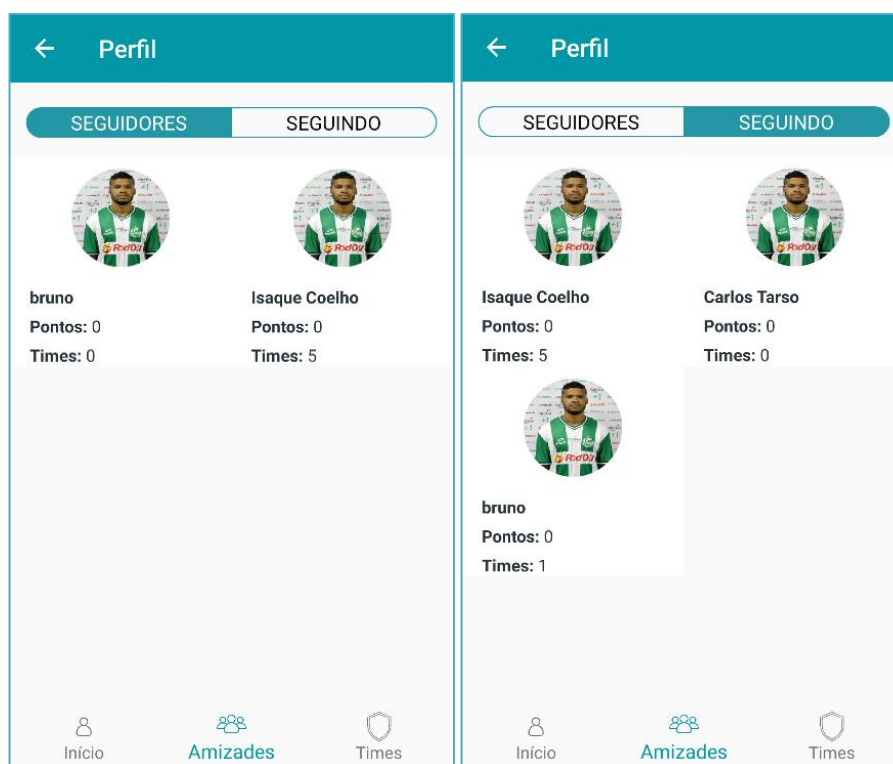 Perfil
SEGUIDORES SEGUINDO
bruno Isaque Coelho
Pontos: 0 Pontos: 0
Times: 0 Times: 5
Início Amizades Times
Perfil
SEGUIDORES SEGUINDO
Isaque Coelho Carlos Tarso
Pontos: 0 Pontos: 0
Times: 5 Times: 0
bruno
Pontos: 0
Times: 1
Início Amizades Times